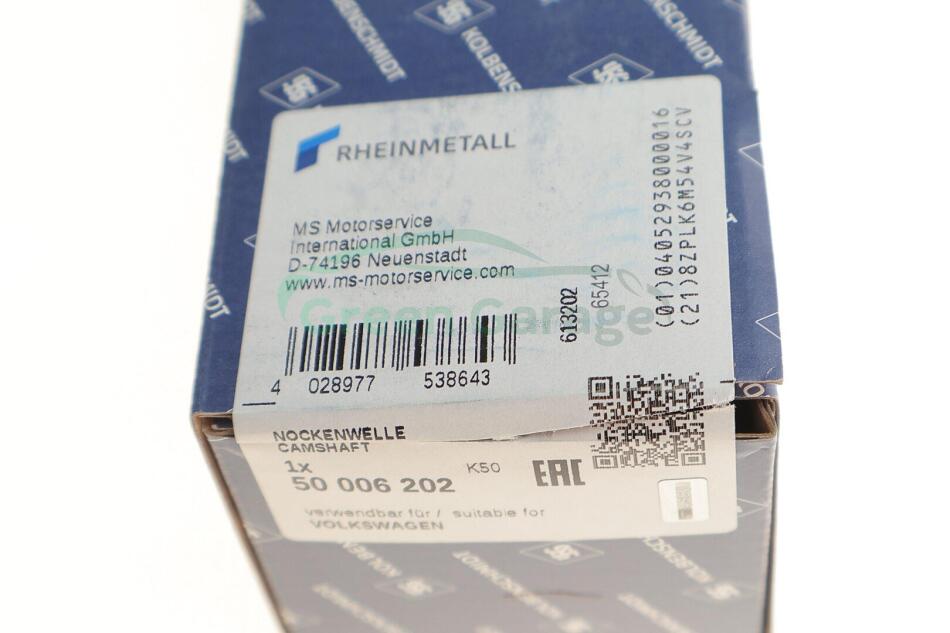 KOLBENSCHMIDT
RHEINMETALL
MS Motorservice
International GmbH
D-74196 Neuenstadt
www.ms-motorservice.com
Green Garage
613202
65412
(01)04052938000016
(21)8ZPLK6M54V4SCV
4 028977 538643
NOCKENWELLE
CAMSHAFT
1x K50
50 006 202
EAC
verwendbar für / suitable for
VOLKSWAGEN
KOLBENSCHMIDT